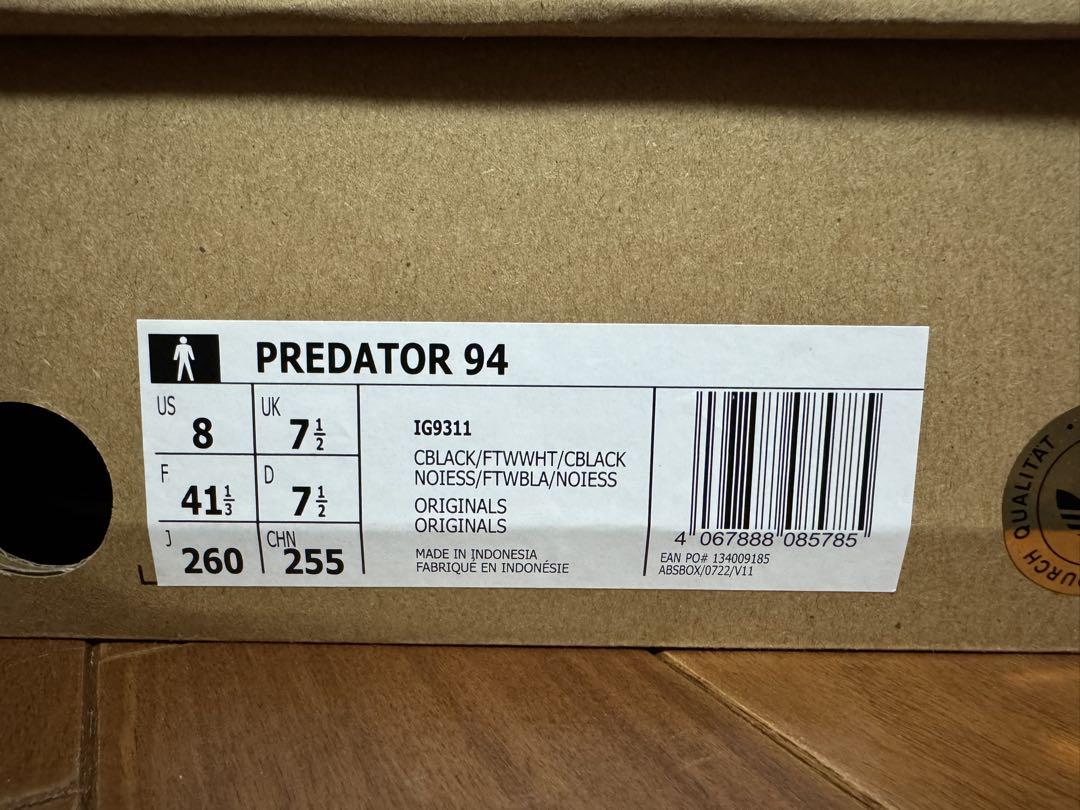 PREDATOR 94
US 8
UK 7 1/2
F 41 1/3
D 7 1/2
J 260
CHN 255
IG9311
CBLACK/FTWWHT/CBLACK
NOIESS/FTWBLA/NOIESS
ORIGINALS
ORIGINALS
MADE IN INDONESIA
FABRIQUÉ EN INDONÉSIE
4 067888 085785
EAN PO# 134009185
ABSBOX/0722/V11
DURCH QUALITÄT